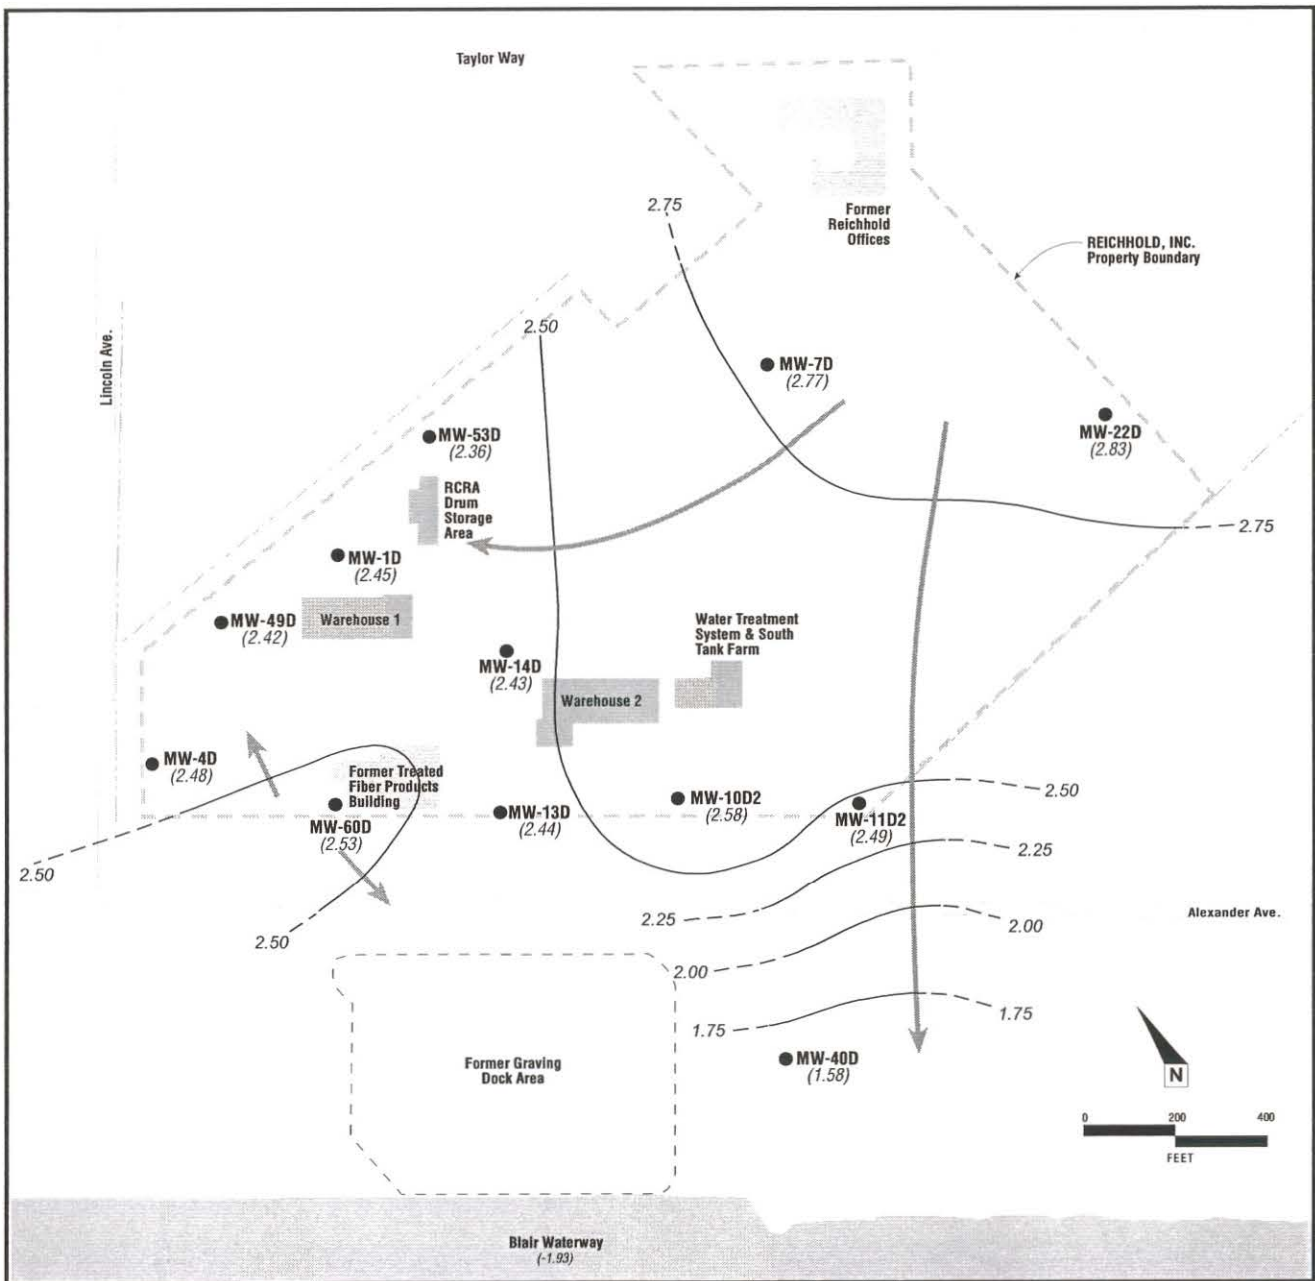 Taylor Way
2.75
Former
Reichhold
Offices
REICHHOLD, INC.
Property Boundary
Lincoln Ave.
2.50
MW-7D
(2.77)
MW-22D
(2.83)
MW-53D
(2.36)
RCRA
Drum
Storage
Area
2.75
MW-1D
(2.45)
MW-49D
(2.42)
Warehouse 1
Water Treatment
System & South
Tank Farm
MW-14D
(2.43)
Warehouse 2
MW-4D
(2.48)
Former Treated
Fiber Products
Building
MW-60D
(2.53)
MW-13D
(2.44)
MW-10D2
(2.58)
MW-11D2
(2.49)
2.50
2.25
2.50
2.50
2.25
2.00
Alexander Ave.
2.00
1.75
1.75
MW-40D
(1.58)
Former Graving
Dock Area
N
0 200 400
FEET
Blair Waterway
(-1.93)